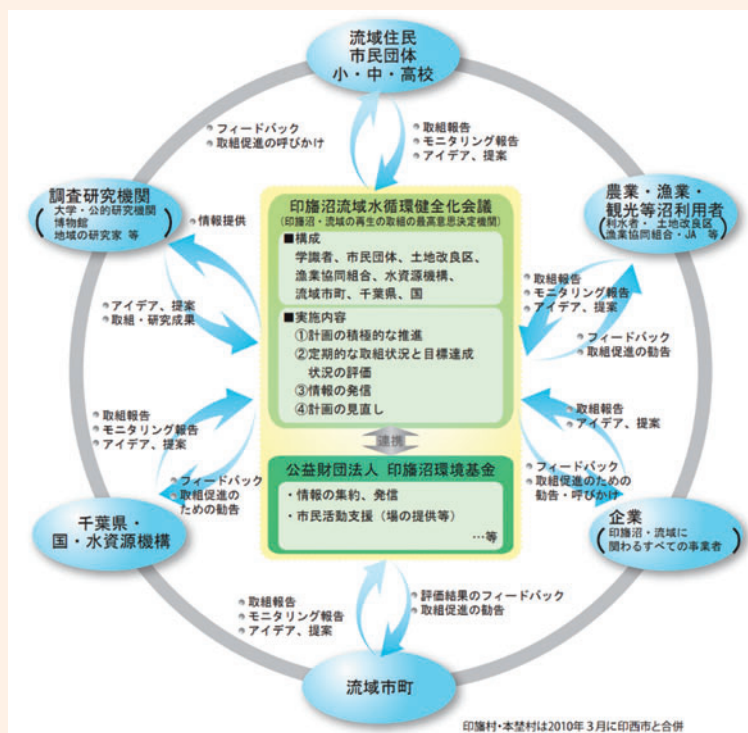 流域住民
市民団体
小・中・高校
フィードバック
取組促進の呼びかけ
取組報告
モニタリング報告
アイデア、提案
調査研究機関
大学・公的研究機関
博物館
地域の研究家 等
情報提供
アイデア、提案
取組・研究成果
印旛沼流域水循環健全化会議
(印旛沼・流域の再生の取組の最高意思決定機関)
■構成
学識者、市民団体、土地改良区、
漁業協同組合、水資源機構、
流域市町、千葉県、国
■実施内容
①計画の積極的な推進
②定期的な取組状況と目標達成
状況の評価
③情報の発信
④計画の見直し
農業・漁業・
観光等沼利用者
利水者・土地改良区
漁業協同組合・JA 等
取組報告
モニタリング報告
アイデア、提案
フィードバック
取組促進の勧告
連携
公益財団法人 印旛沼環境基金
・情報の集約、発信
・市民活動支援（場の提供等）
…等
取組報告
モニタリング報告
アイデア、提案
フィードバック
取組促進の
ための勧告
千葉県・
国・水資源機構
取組報告
アイデア、提案
フィードバック
取組促進のための
勧告・呼びかけ
企業
印旛沼・流域に
関わるすべての事業者
取組報告
モニタリング報告
アイデア、提案
評価結果のフィードバック
取組促進の勧告
流域市町
印旛村・本埜村は2010年3月に印西市と合併